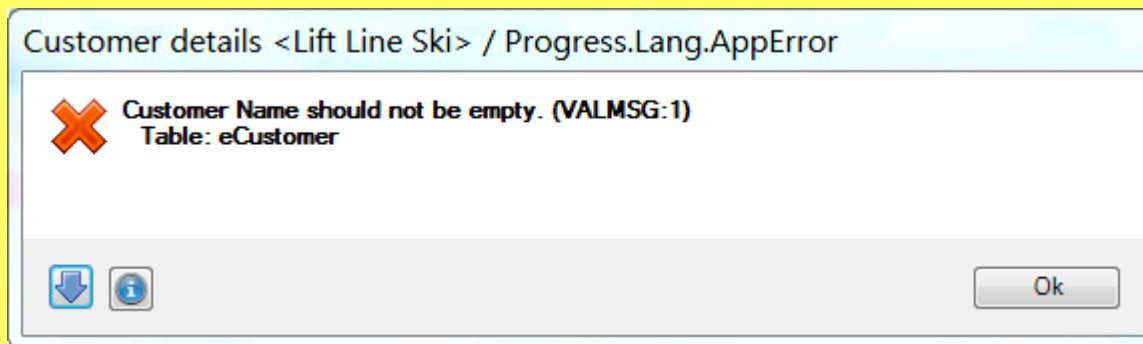 Customer details <Lift Line Ski> / Progress.Lang.AppError
Customer Name should not be empty. (VALMSG:1)
Table: eCustomer
Ok